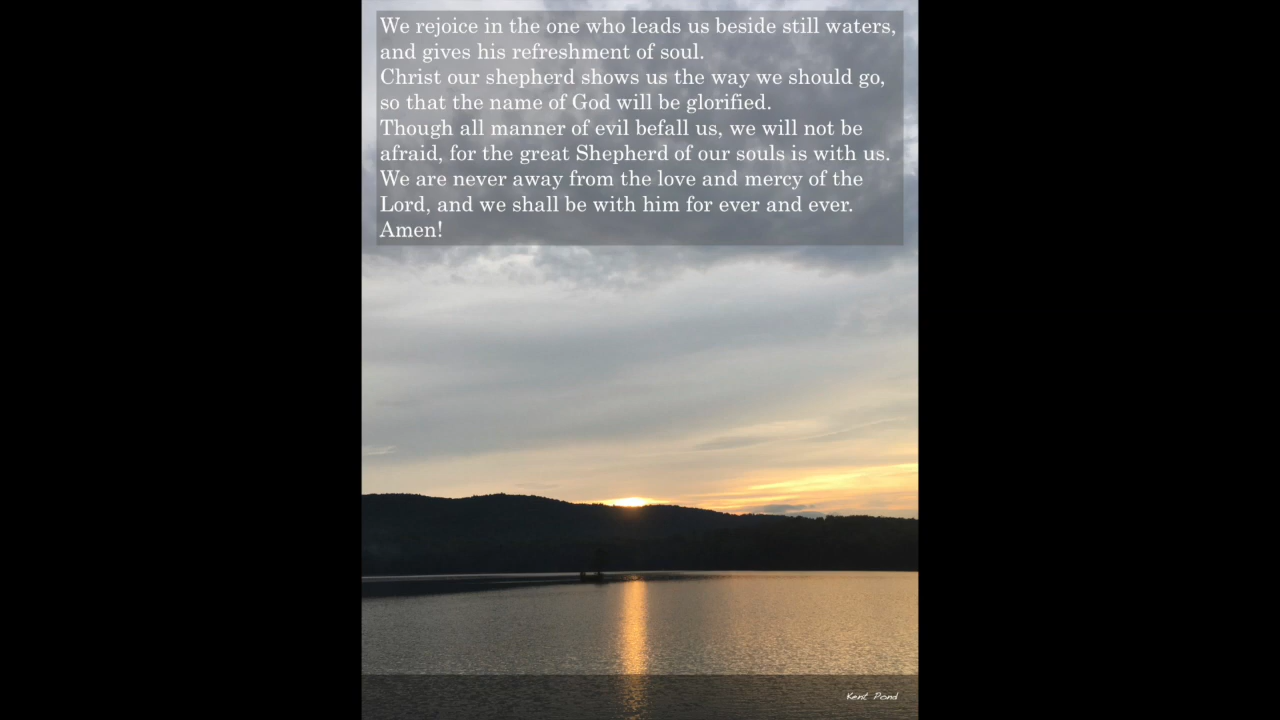 We rejoice in the one who leads us beside still waters,
and gives his refreshment of soul.
Christ our shepherd shows us the way we should go,
so that the name of God will be glorified.
Though all manner of evil befall us, we will not be
afraid, for the great Shepherd of our souls is with us.
We are never away from the love and mercy of the
Lord, and we shall be with him for ever and ever.
Amen!
Kent Pond